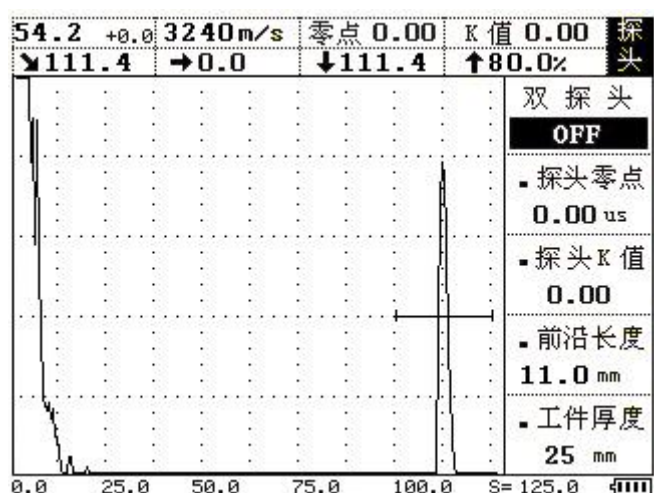 54.2 +0.0 3240m/s 零点 0.00 K 值 0.00 探头
↘111.4 →0.0 ↓111.4 ↑80.0%
双 探 头
OFF
探头零点
0.00 us
探头K 值
0.00
前沿长度
11.0 mm
工件厚度
25 mm
0.0 25.0 50.0 75.0 100.0 S= 125.0